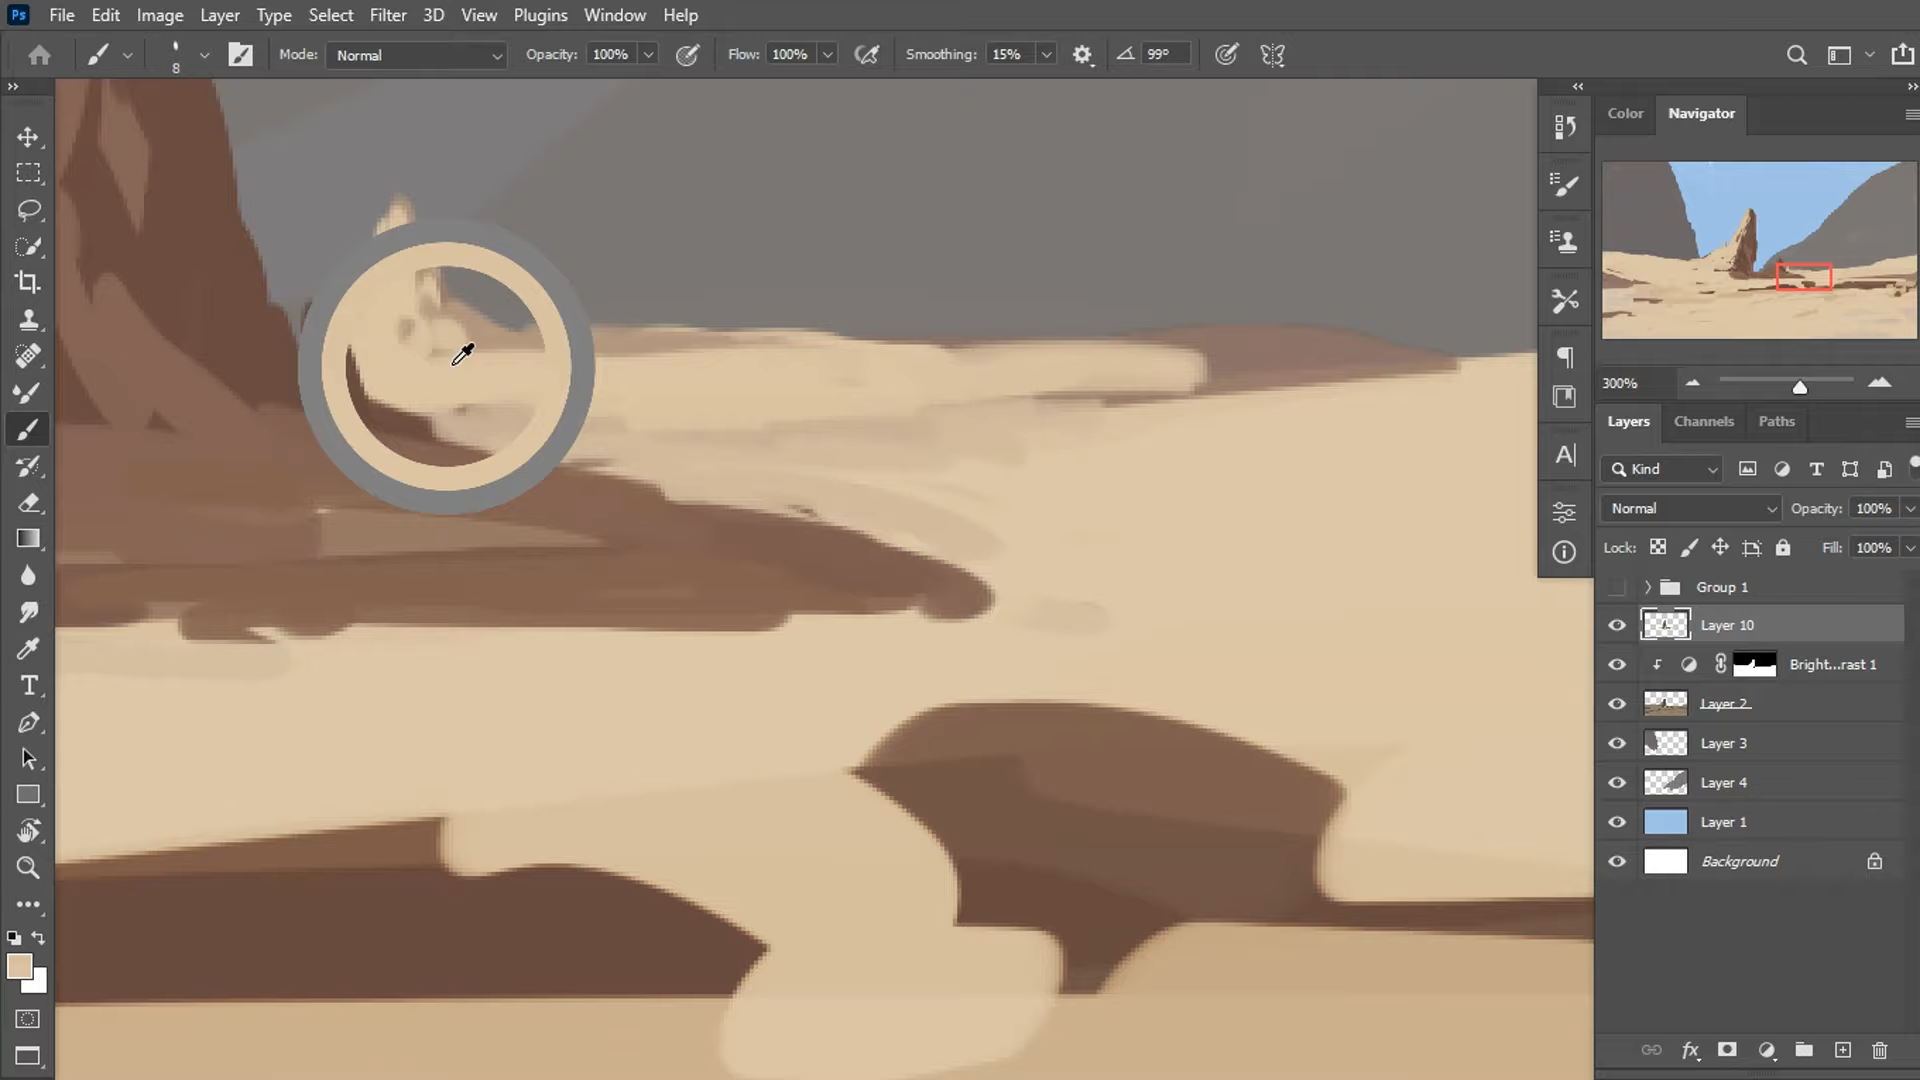 Ps File Edit Image Layer Type Select Filter 3D View Plugins Window Help
8 Mode: Normal Opacity: 100% Flow: 100% Smoothing: 15% 99°
Color Navigator
300%
Layers Channels Paths
Kind
Normal Opacity: 100%
Lock: Fill: 100%
Group 1
Layer 10
Bright...rast 1
Layer 2
Layer 3
Layer 4
Layer 1
Background